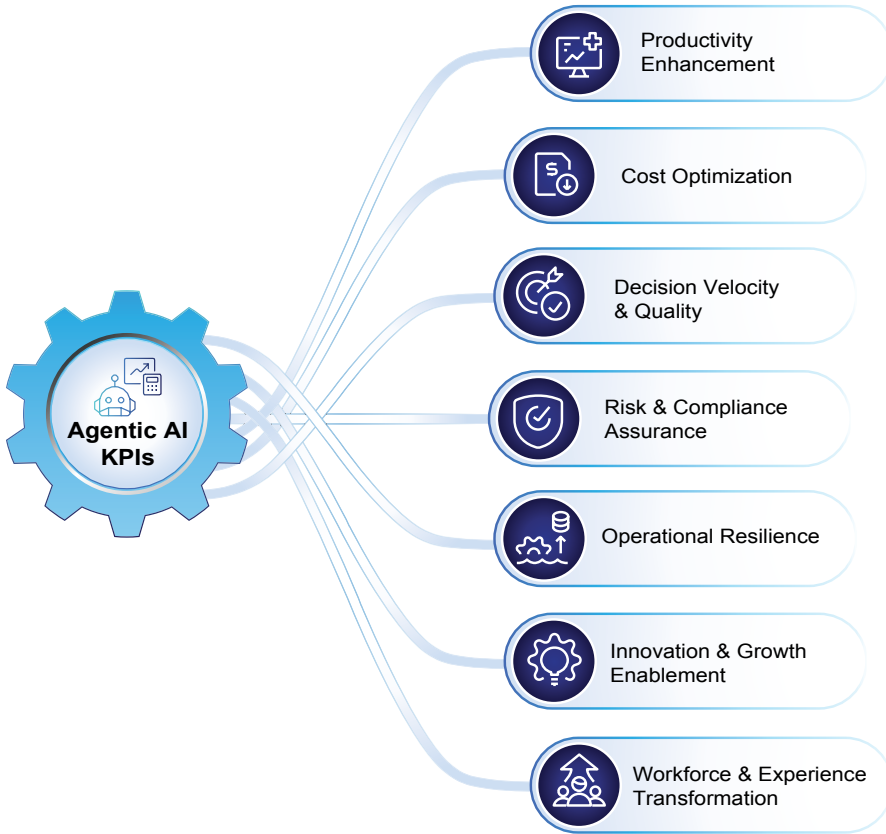 Productivity
Enhancement
Cost Optimization
Decision Velocity
& Quality
Agentic AI
KPIs
Risk & Compliance
Assurance
Operational Resilience
Innovation & Growth
Enablement
Workforce & Experience
Transformation